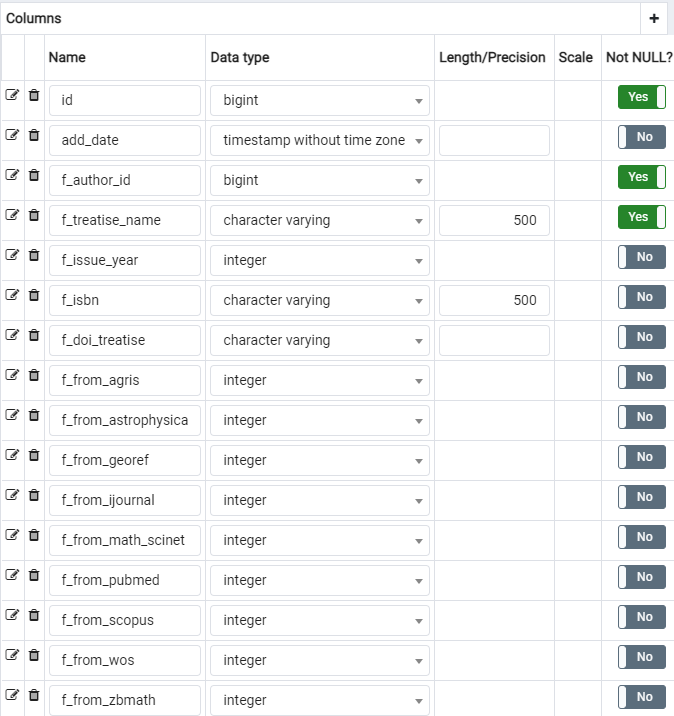 Columns +
Name Data type Length/Precision Scale Not NULL?
id bigint Yes
add_date timestamp without time zone No
f_author_id bigint Yes
f_treatise_name character varying 500 Yes
f_issue_year integer No
f_isbn character varying 500 No
f_doi_treatise character varying No
f_from_agris integer No
f_from_astrophysica integer No
f_from_georef integer No
f_from_ijournal integer No
f_from_math_scinet integer No
f_from_pubmed integer No
f_from_scopus integer No
f_from_wos integer No
f_from_zbmath integer No